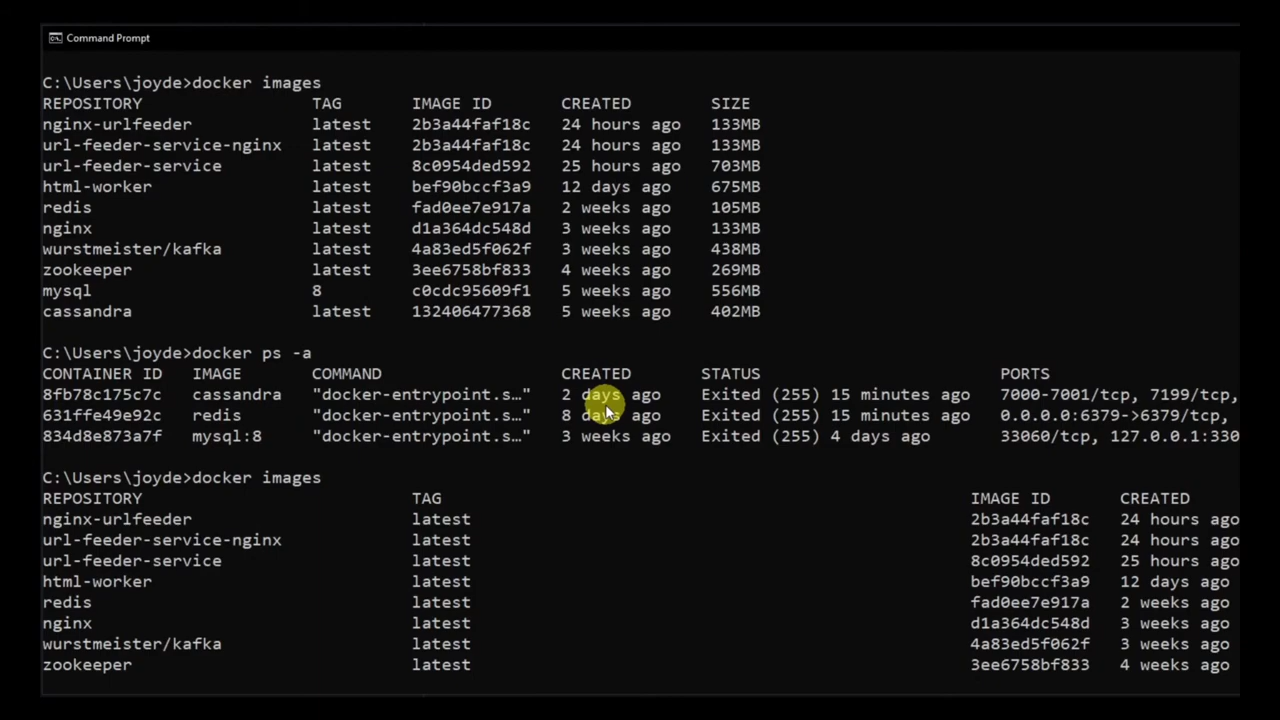 Command Prompt
C:\Users\joyde>docker images
REPOSITORY TAG IMAGE ID CREATED SIZE
nginx-urlfeeder latest 2b3a44faf18c 24 hours ago 133MB
url-feeder-service-nginx latest 2b3a44faf18c 24 hours ago 133MB
url-feeder-service latest 8c0954ded592 25 hours ago 703MB
html-worker latest bef90bccf3a9 12 days ago 675MB
redis latest fad0ee7e917a 2 weeks ago 105MB
nginx latest d1a364dc548d 3 weeks ago 133MB
wurstmeister/kafka latest 4a83ed5f062f 3 weeks ago 438MB
zookeeper latest 3ee6758bf833 4 weeks ago 269MB
mysql 8 c0cdc95609f1 5 weeks ago 556MB
cassandra latest 132406477368 5 weeks ago 402MB
C:\Users\joyde>docker ps -a
CONTAINER ID IMAGE COMMAND CREATED STATUS PORTS
8fb78c175c7c cassandra "docker-entrypoint.s…" 2 days ago Exited (255) 15 minutes ago 7000-7001/tcp, 7199/tcp,
631ffe49e92c redis "docker-entrypoint.s…" 8 days ago Exited (255) 15 minutes ago 0.0.0.0:6379->6379/tcp,
834d8e873a7f mysql:8 "docker-entrypoint.s…" 3 weeks ago Exited (255) 4 days ago 33060/tcp, 127.0.0.1:330
C:\Users\joyde>docker images
REPOSITORY TAG IMAGE ID CREATED
nginx-urlfeeder latest 2b3a44faf18c 24 hours ago
url-feeder-service-nginx latest 2b3a44faf18c 24 hours ago
url-feeder-service latest 8c0954ded592 25 hours ago
html-worker latest bef90bccf3a9 12 days ago
redis latest fad0ee7e917a 2 weeks ago
nginx latest d1a364dc548d 3 weeks ago
wurstmeister/kafka latest 4a83ed5f062f 3 weeks ago
zookeeper latest 3ee6758bf833 4 weeks ago